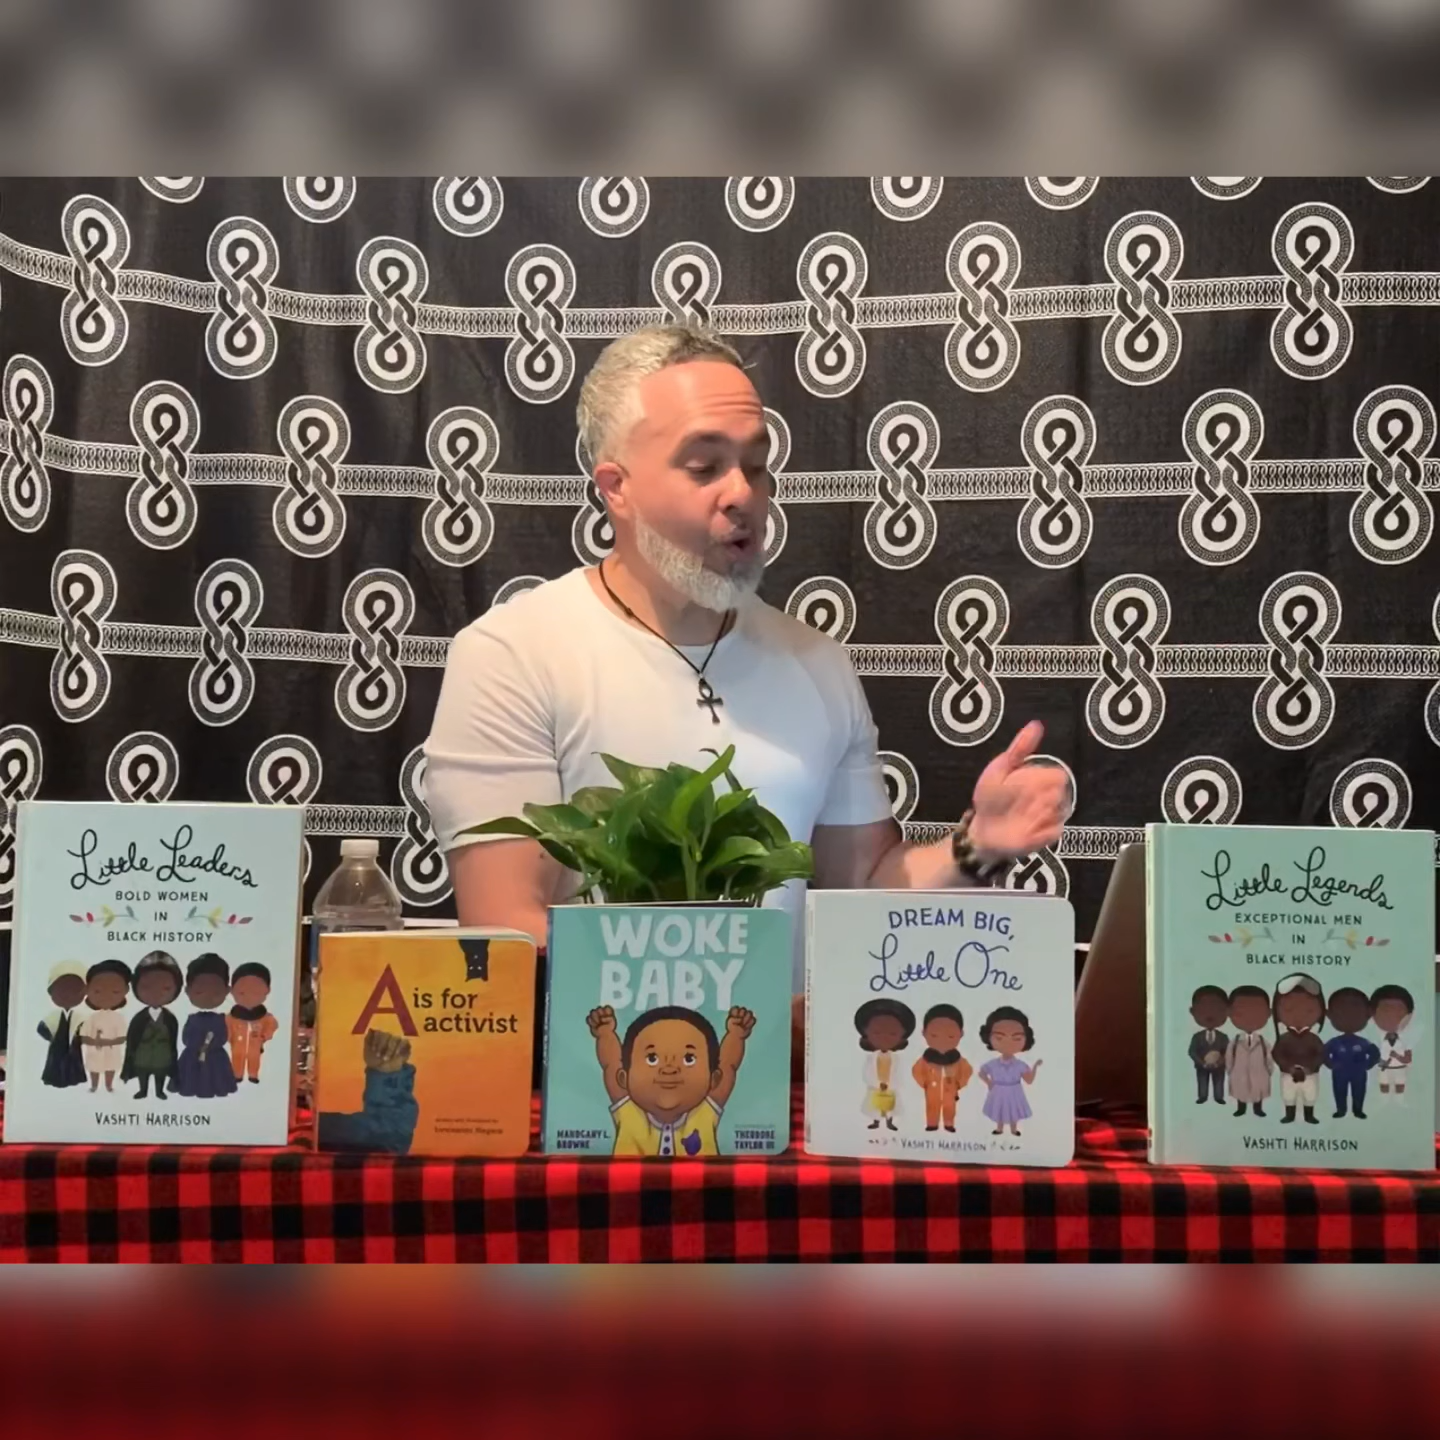 Little Leaders
BOLD WOMEN
IN
BLACK HISTORY
VASHTI HARRISON
A is for
activist
WOKE
BABY
MAHOGANY L.
BROWNE
THEODORE
TAYLOR III
DREAM BIG,
Little One
VASHTI HARRISON
Little Legends
EXCEPTIONAL MEN
IN
BLACK HISTORY
VASHTI HARRISON